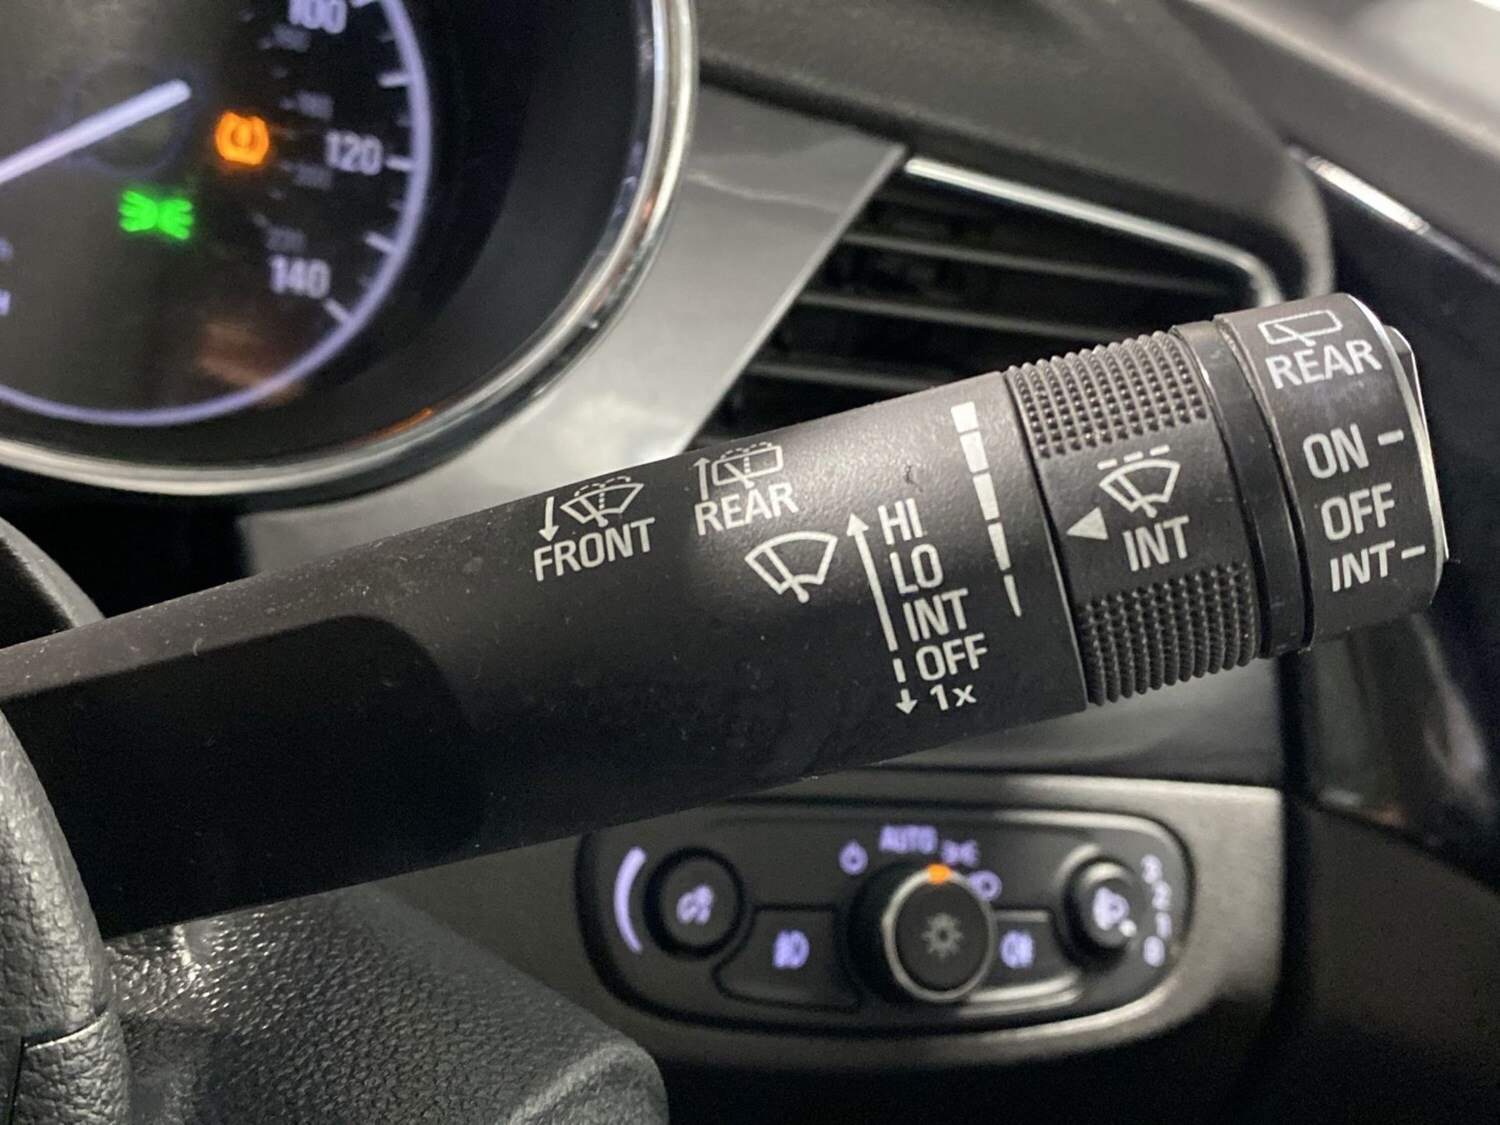 100
120
140
FRONT
REAR
HI
LO
INT
OFF
1x
INT
REAR
ON
OFF
INT
AUTO